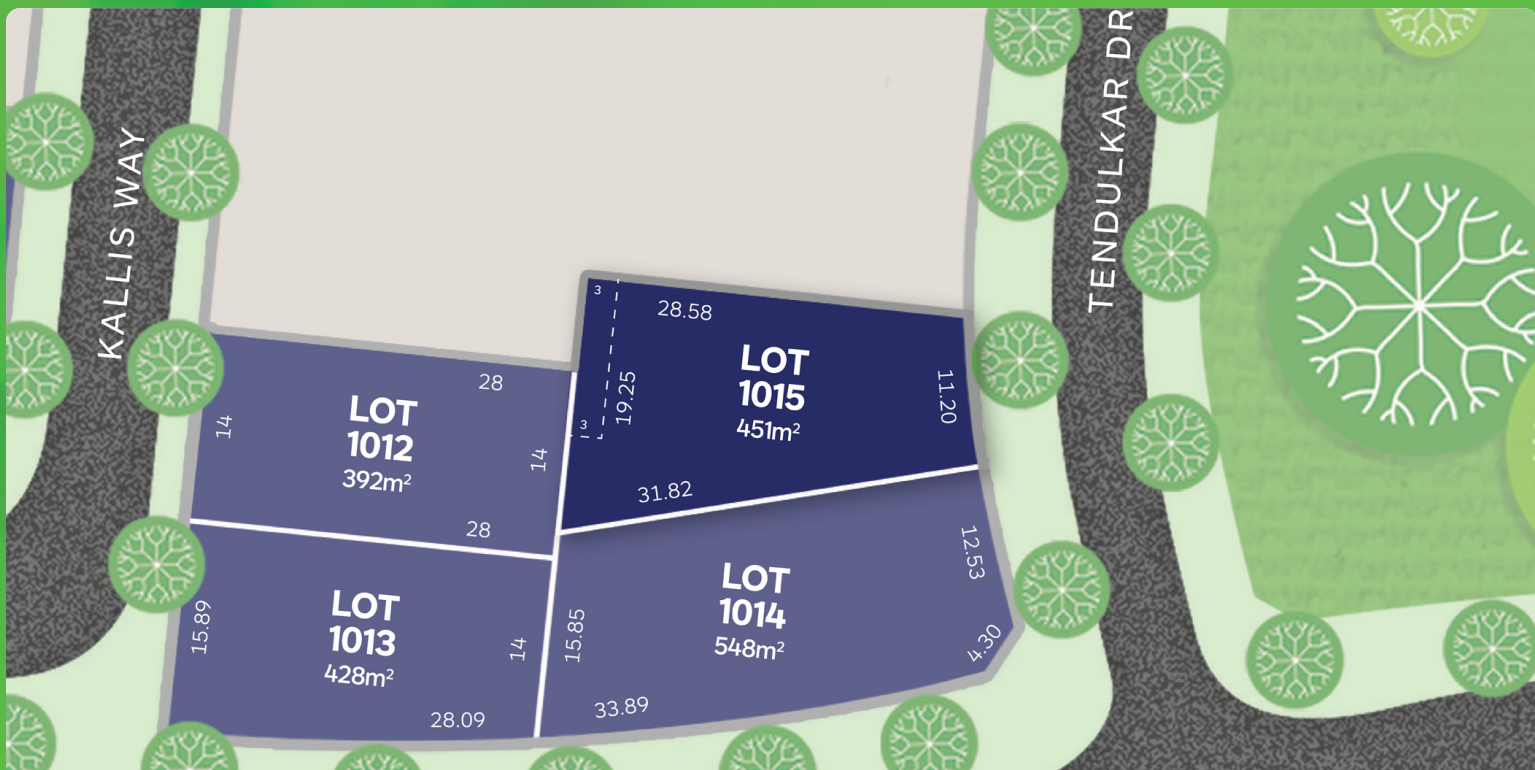 KALLIS WAY
TENDULKAR DR
3
28.58
LOT
1015
451m²
19.25
11.20
3
31.82
28
LOT
1012
392m²
14
14
28
LOT
1013
428m²
15.89
14
28.09
LOT
1014
548m²
12.53
15.85
4.30
33.89